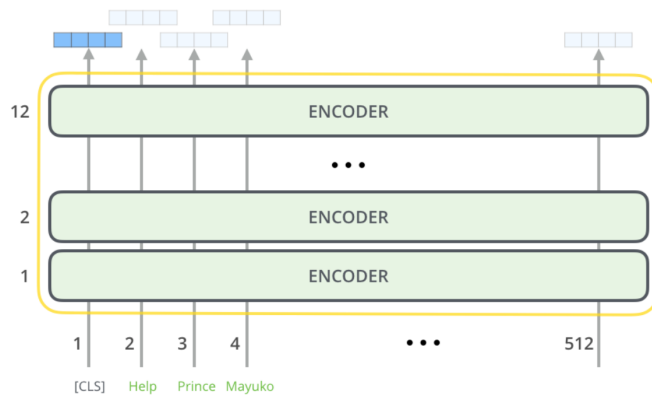 12 ENCODER
•••
2 ENCODER
1 ENCODER
1 2 3 4 ••• 512
[CLS] Help Prince Mayuko